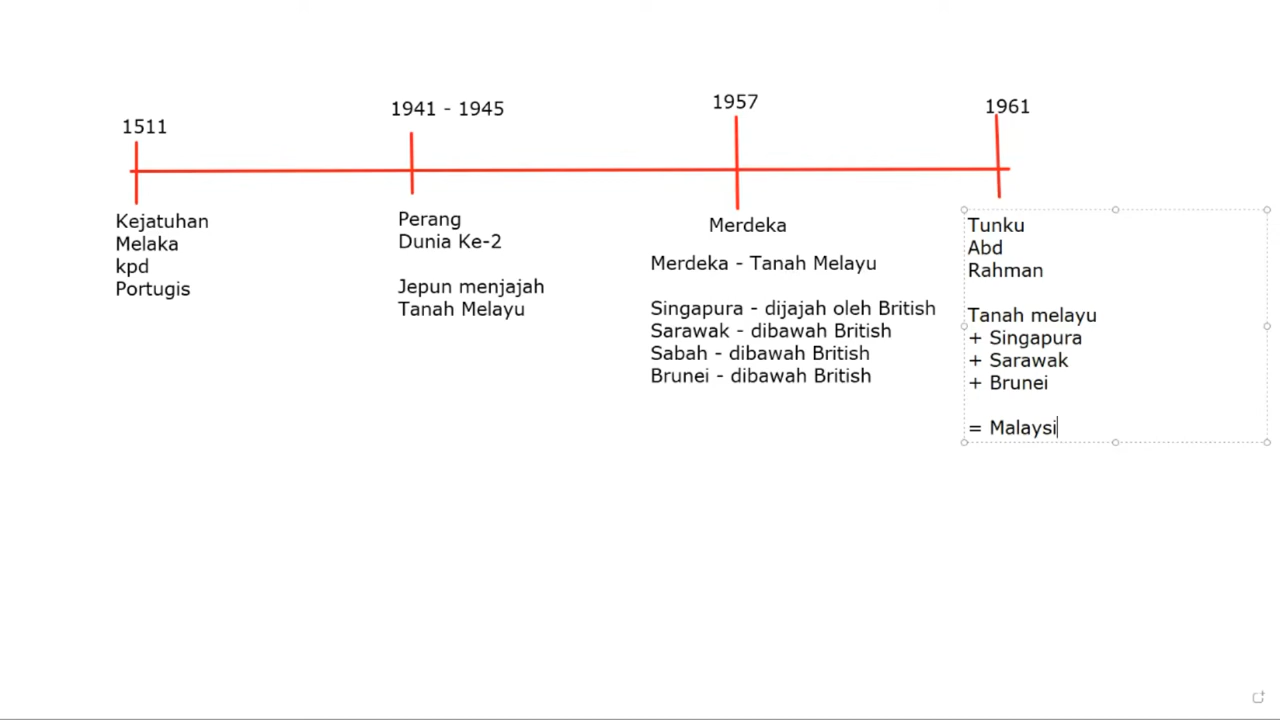 1511
Kejatuhan
Melaka
kpd
Portugis
1941 - 1945
Perang
Dunia Ke-2
Jepun menjajah
Tanah Melayu
1957
Merdeka
Merdeka - Tanah Melayu
Singapura - dijajah oleh British
Sarawak - dibawah British
Sabah - dibawah British
Brunei - dibawah British
1961
Tunku
Abd
Rahman
Tanah melayu
+ Singapura
+ Sarawak
+ Brunei
= Malaysi